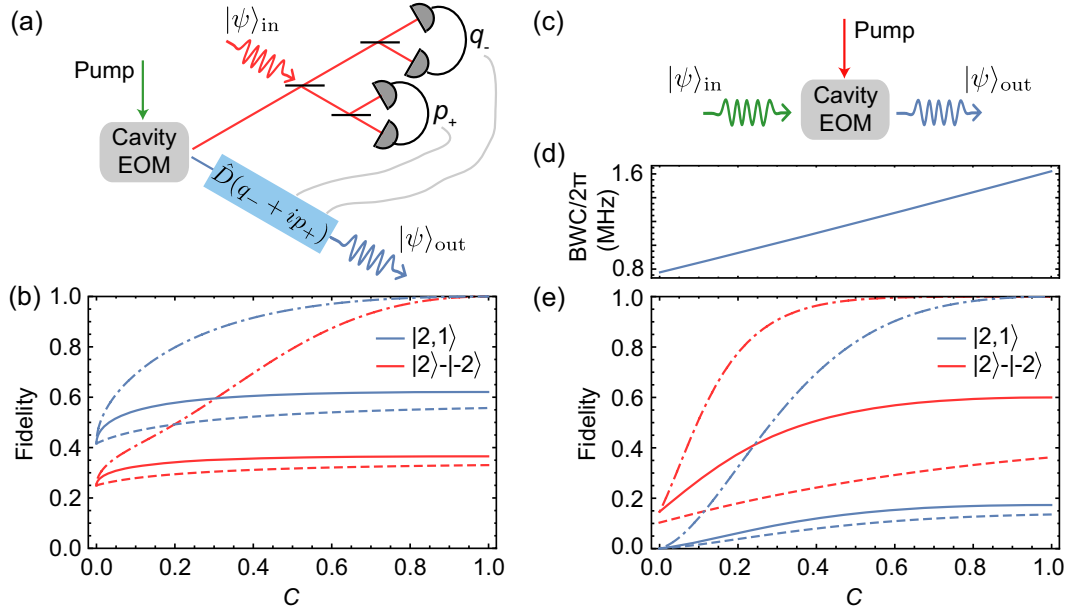 (a)
|ψ⟩in
q-
Pump
p+
Cavity
EOM
D̂(q- + ip+)
|ψ⟩out
(b)
1.0
0.8
0.6
0.4
0.2
0.0
Fidelity
|2,1⟩
|2⟩-|-2⟩
0.0 0.2 0.4 0.6 0.8 1.0
C
(c)
Pump
|ψ⟩in
Cavity
EOM
|ψ⟩out
(d)
BWC/2π
(MHz)
1.6
0.8
(e)
1.0
0.8
0.6
0.4
0.2
0.0
Fidelity
|2,1⟩
|2⟩-|-2⟩
0.0 0.2 0.4 0.6 0.8 1.0
C